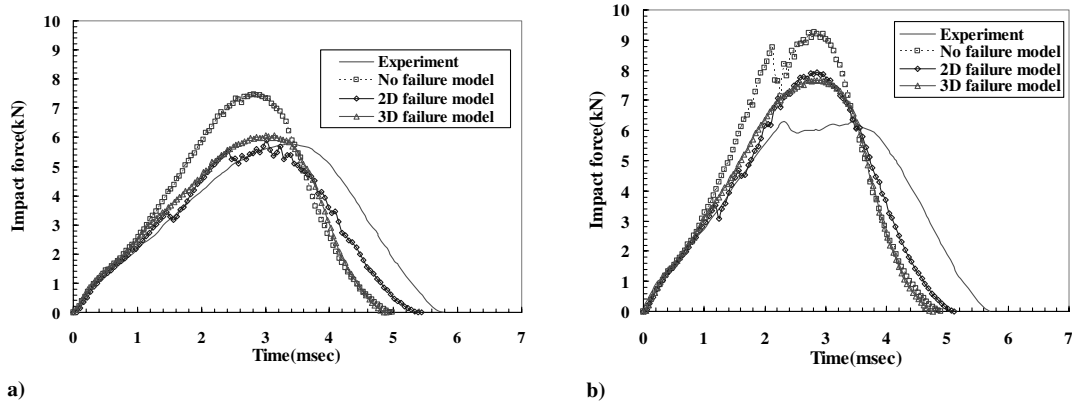 10
9
8
7
6
5
4
3
2
1
0
Impact force(kN)
Experiment
No failure model
2D failure model
3D failure model
0 1 2 3 4 5 6 7
Time(msec)
a)
10
9
8
7
6
5
4
3
2
1
0
Impact force(kN)
Experiment
No failure model
2D failure model
3D failure model
0 1 2 3 4 5 6 7
Time(msec)
b)